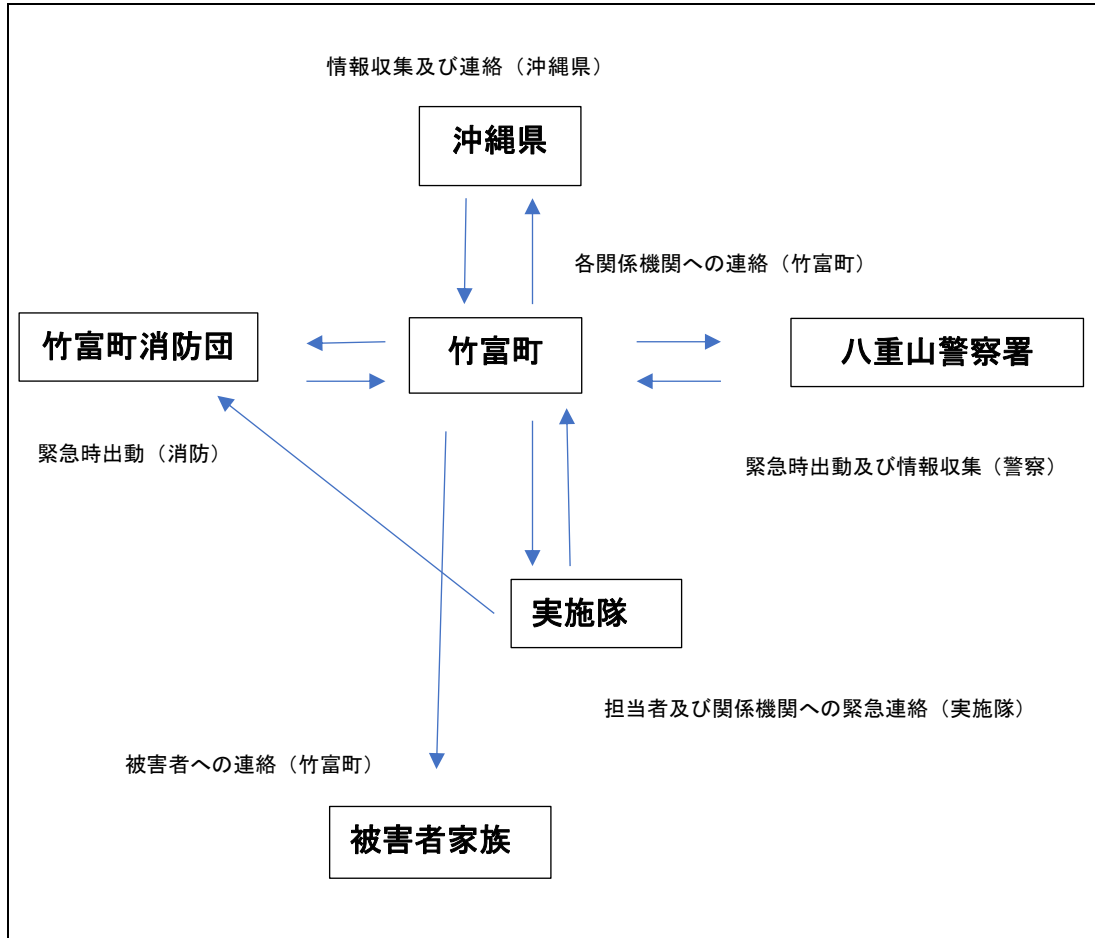 情報収集及び連絡（沖縄県）
沖縄県
各関係機関への連絡（竹富町）
竹富町消防団
竹富町
八重山警察署
緊急時出動（消防）
緊急時出動及び情報収集（警察）
実施隊
担当者及び関係機関への緊急連絡（実施隊）
被害者への連絡（竹富町）
被害者家族